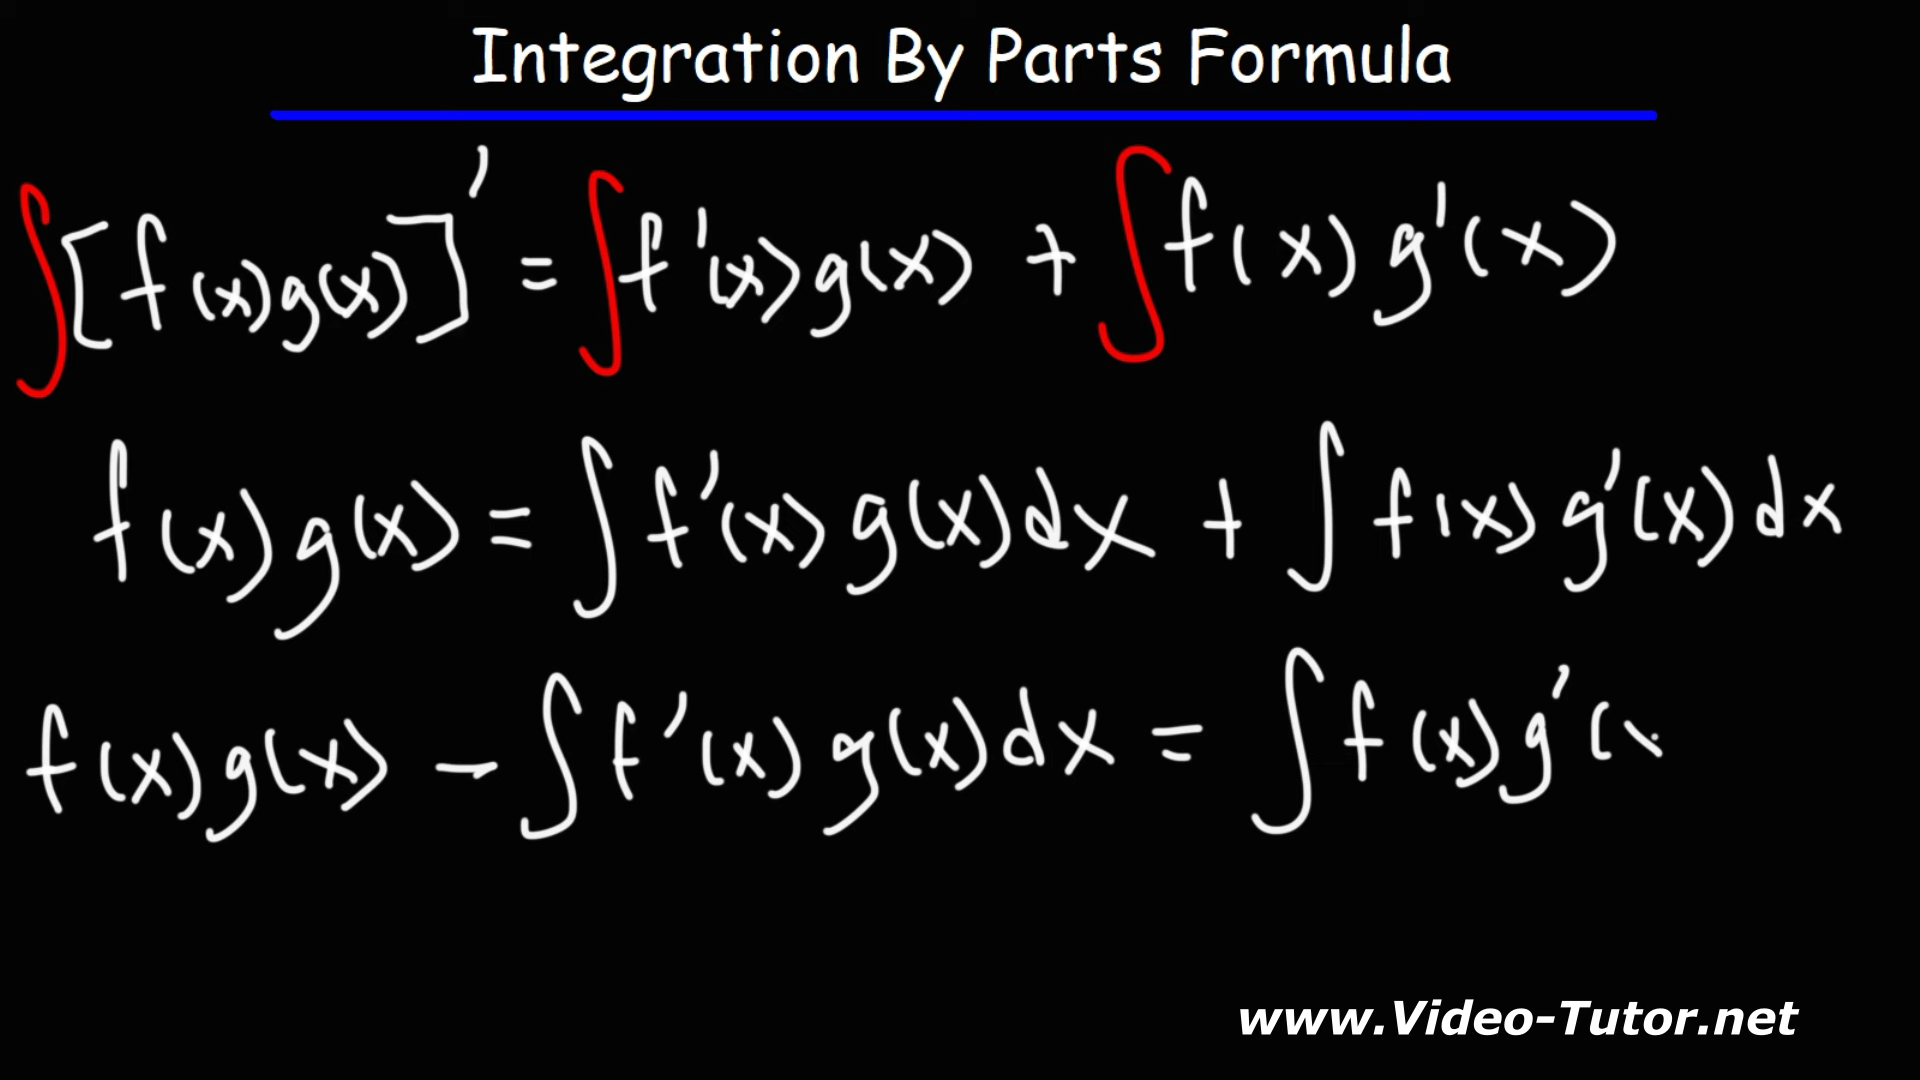 Integration By Parts Formula
∫[f(x)g(x)]' = ∫f'(x)g(x) + ∫f(x)g'(x)
f(x)g(x) = ∫f'(x)g(x)dx + ∫f(x)g'(x)dx
f(x)g(x) - ∫f'(x)g(x)dx = ∫f(x)g'(
www.Video-Tutor.net